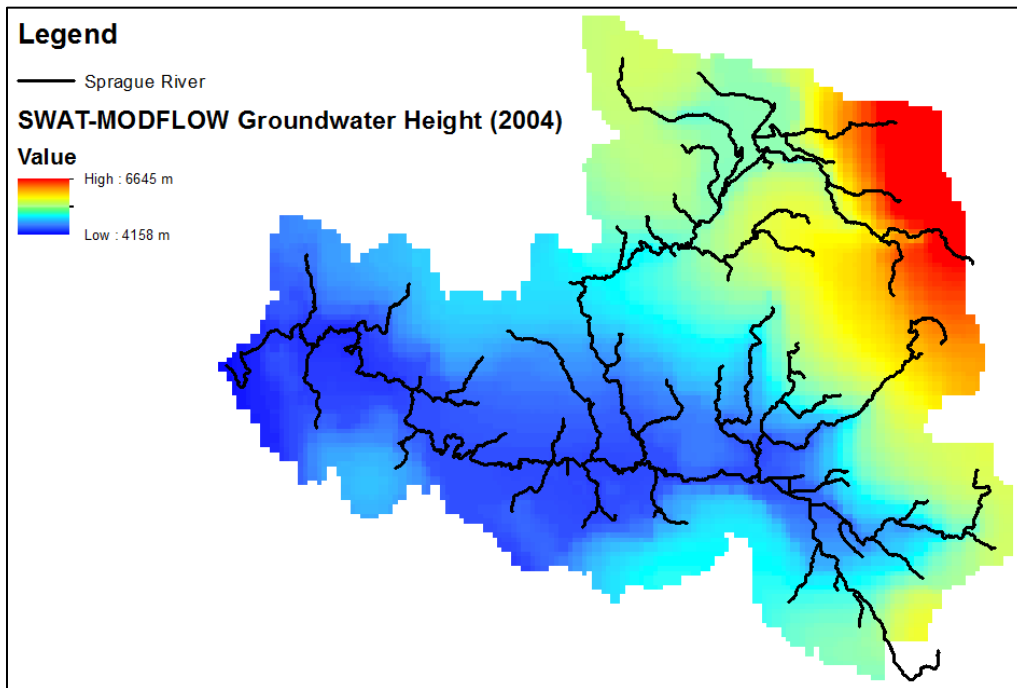 Legend
Sprague River
SWAT-MODFLOW Groundwater Height (2004)
Value
High : 6645 m
Low : 4158 m